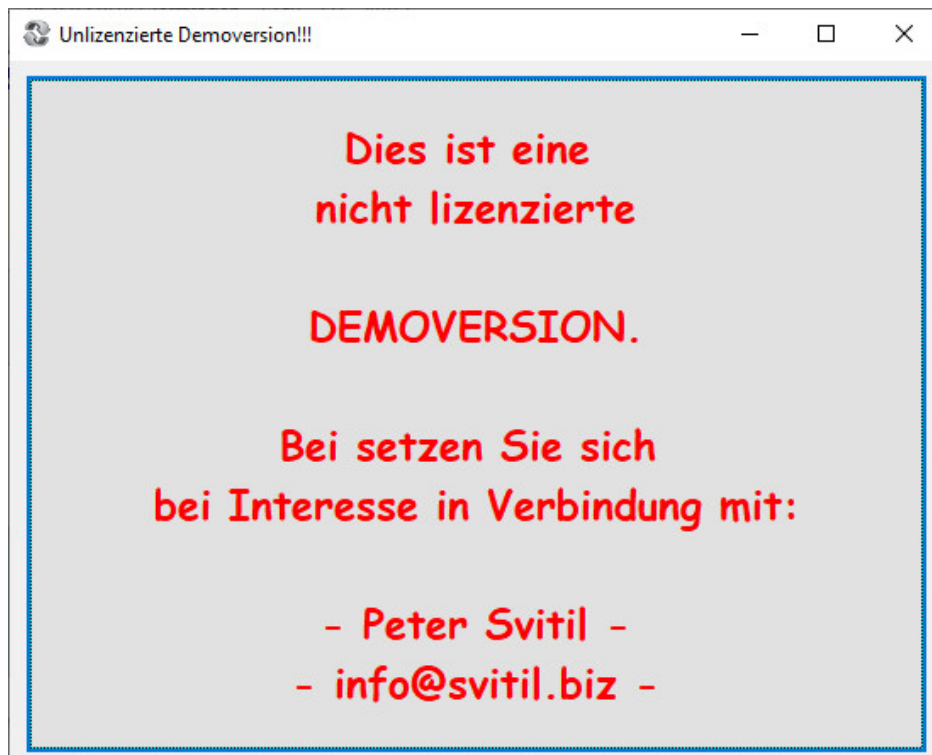 Unlizenzierte Demoversion!!!
Dies ist eine
nicht lizenzierte
DEMOVERSION.
Bei setzen Sie sich
bei Interesse in Verbindung mit:
- Peter Svitil -
- info@svitil.biz -